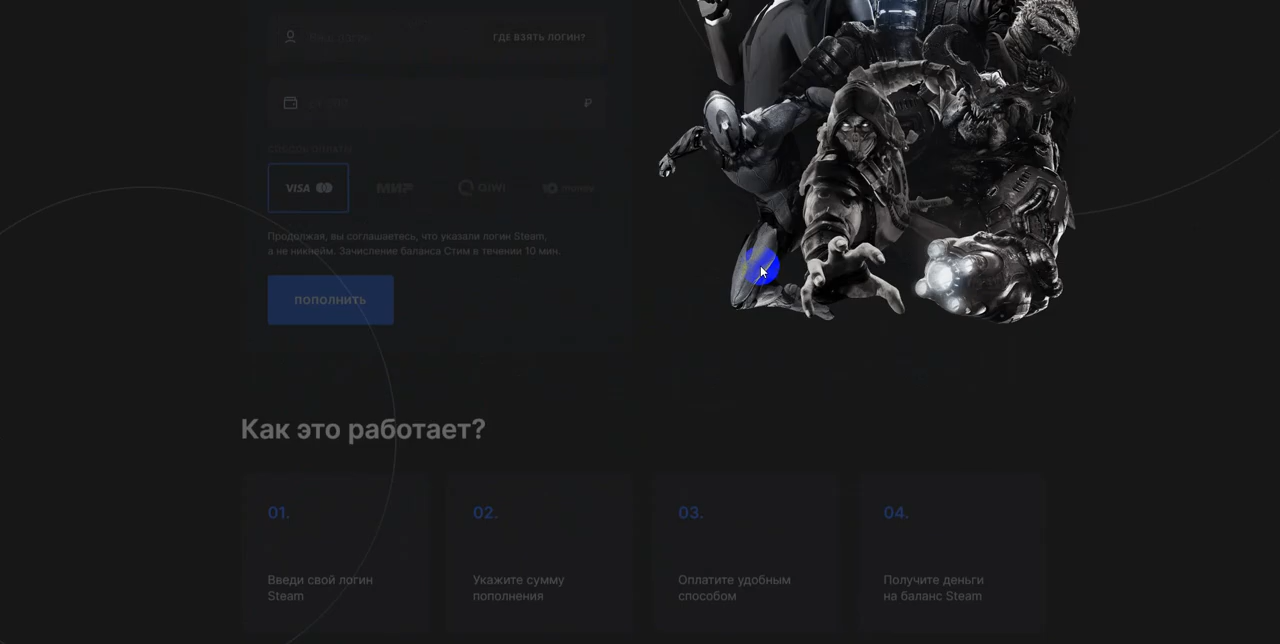 Ваш логин
ГДЕ ВЗЯТЬ ЛОГИН?
₽
VISA
МИР
QIWI
Продолжая, вы соглашаетесь, что указали логин Steam,
а не никнейм. Зачисление баланса Стим в течении 10 мин.
ПОПОЛНИТЬ
Как это работает?
01.
02.
03.
04.
Введи свой логин
Steam
Укажите сумму
пополнения
Оплатите удобным
способом
Получите деньги
на баланс Steam